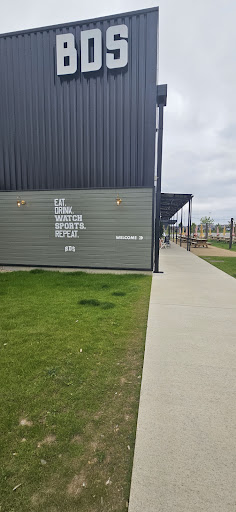 BDS
EAT.
DRINK.
WATCH
SPORTS.
REPEAT.
BDS
WELCOME